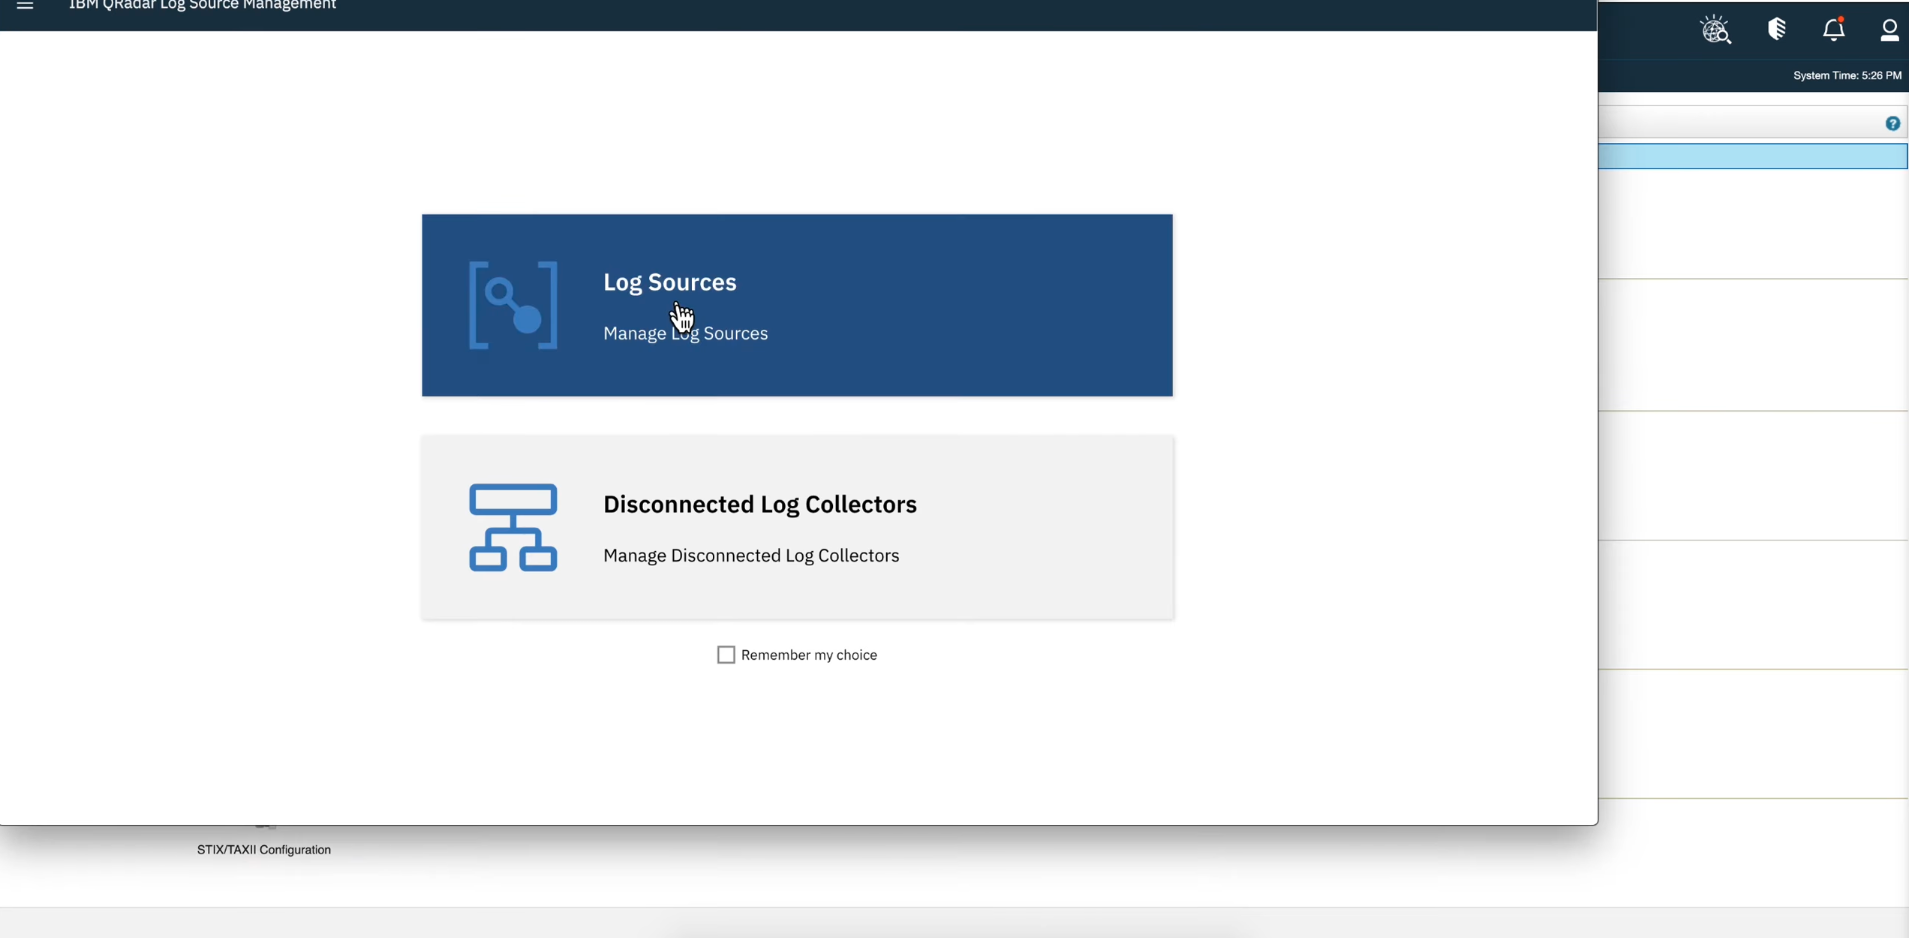 IBM QRadar Log Source Management
System Time: 5:26 PM
?
Log Sources
Manage Log Sources
Disconnected Log Collectors
Manage Disconnected Log Collectors
Remember my choice
STIX/TAXII Configuration